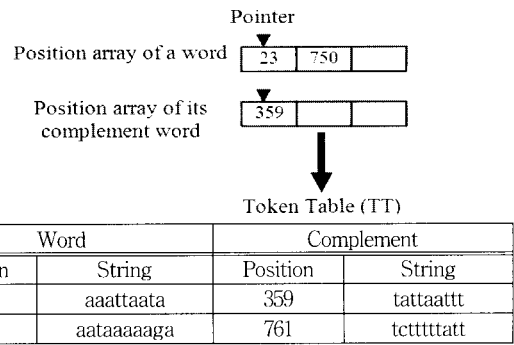 Pointer
Position array of a word
23 750
Position array of its
complement word
359
Token Table (TT)
Word Complement
n String Position String
aaattaata 359 tattaattt
aataaaaaga 761 tctttttatt